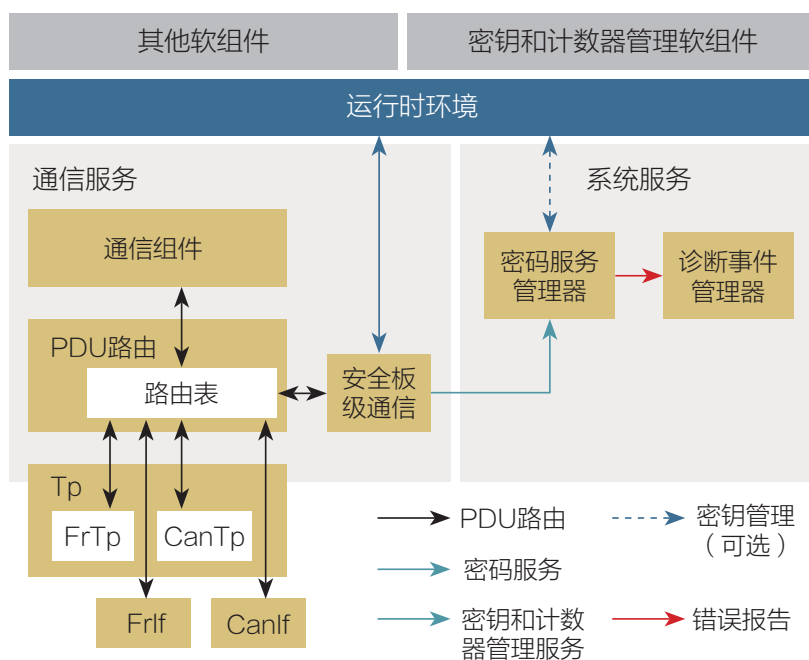 其他软组件
密钥和计数器管理软组件
运行时环境
通信服务
系统服务
通信组件
密码服务
管理器
诊断事件
管理器
PDU路由
路由表
安全板
级通信
Tp
FrTp
CanTp
FrIf
CanIf
PDU路由
密钥管理
（可选）
密码服务
密钥和计数
器管理服务
错误报告